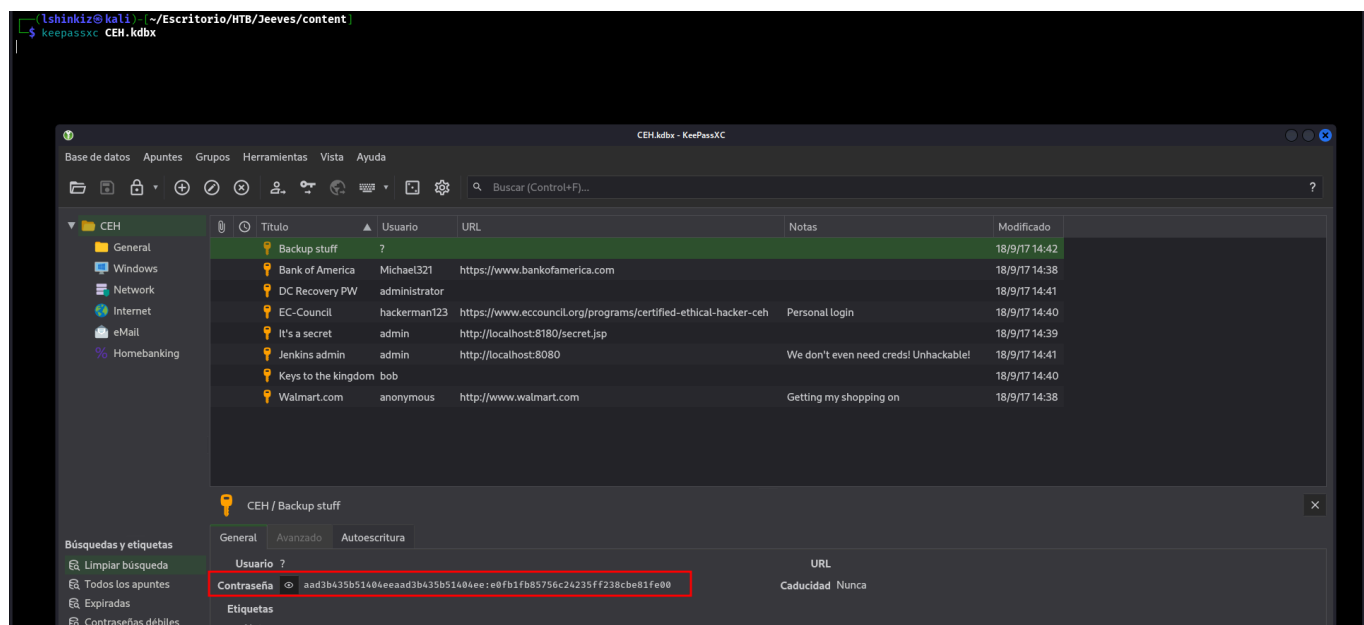 (lshinkiz㉿kali)-[~/Escritorio/HTB/Jeeves/content]
$ keepassxc CEH.kdbx
CEH.kdbx - KeePassXC
Base de datos Apuntes Grupos Herramientas Vista Ayuda
Buscar (Control+F)... ?
CEH
General
Windows
Network
Internet
eMail
Homebanking
Título Usuario URL Notas Modificado
Backup stuff ? 18/9/17 14:42
Bank of America Michael321 https://www.bankofamerica.com 18/9/17 14:38
DC Recovery PW administrator 18/9/17 14:41
EC-Council hackerman123 https://www.eccouncil.org/programs/certified-ethical-hacker-ceh Personal login 18/9/17 14:40
It's a secret admin http://localhost:8180/secret.jsp 18/9/17 14:39
Jenkins admin admin http://localhost:8080 We don't even need creds! Unhackable! 18/9/17 14:41
Keys to the kingdom bob 18/9/17 14:40
Walmart.com anonymous http://www.walmart.com Getting my shopping on 18/9/17 14:38
CEH / Backup stuff
General Avanzado Autoescritura
Usuario ? URL
Contraseña aad3b435b51404eeaad3b435b51404ee:e0fb1fb85756c24235ff238cbe81fe00 Caducidad Nunca
Etiquetas
Búsquedas y etiquetas
Limpiar búsqueda
Todos los apuntes
Expiradas
Contraseñas débiles